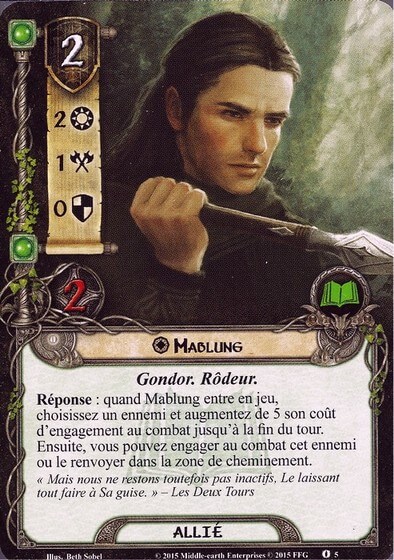 2
2
1
0
2
MABLUNG
Gondor. Rôdeur.
Réponse : quand Mablung entre en jeu,
choisissez un ennemi et augmentez de 5 son coût
d'engagement au combat jusqu'à la fin du tour.
Ensuite, vous pouvez engager au combat cet ennemi
ou le renvoyer dans la zone de cheminement.
« Mais nous ne restons toutefois pas inactifs, Le laissant
tout faire à Sa guise. » – Les Deux Tours
ALLIÉ
Illus. Beth Sobel © 2015 Middle-earth Enterprises © 2015 FFG 5